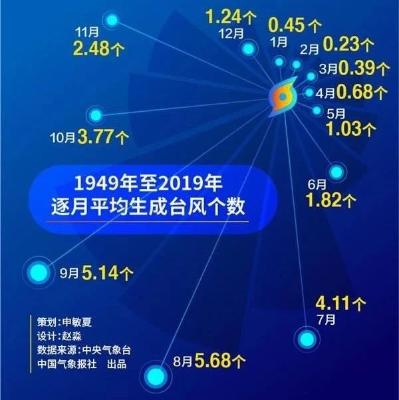 1月 0.45个
2月 0.23个
3月 0.39个
4月 0.68个
5月 1.03个
6月 1.82个
7月 4.11个
8月 5.68个
9月 5.14个
10月 3.77个
11月 2.48个
12月 1.24个
1949年至2019年
逐月平均生成台风个数
策划:申敏夏
设计:赵淼
数据来源:中央气象台
中国气象报社 出品